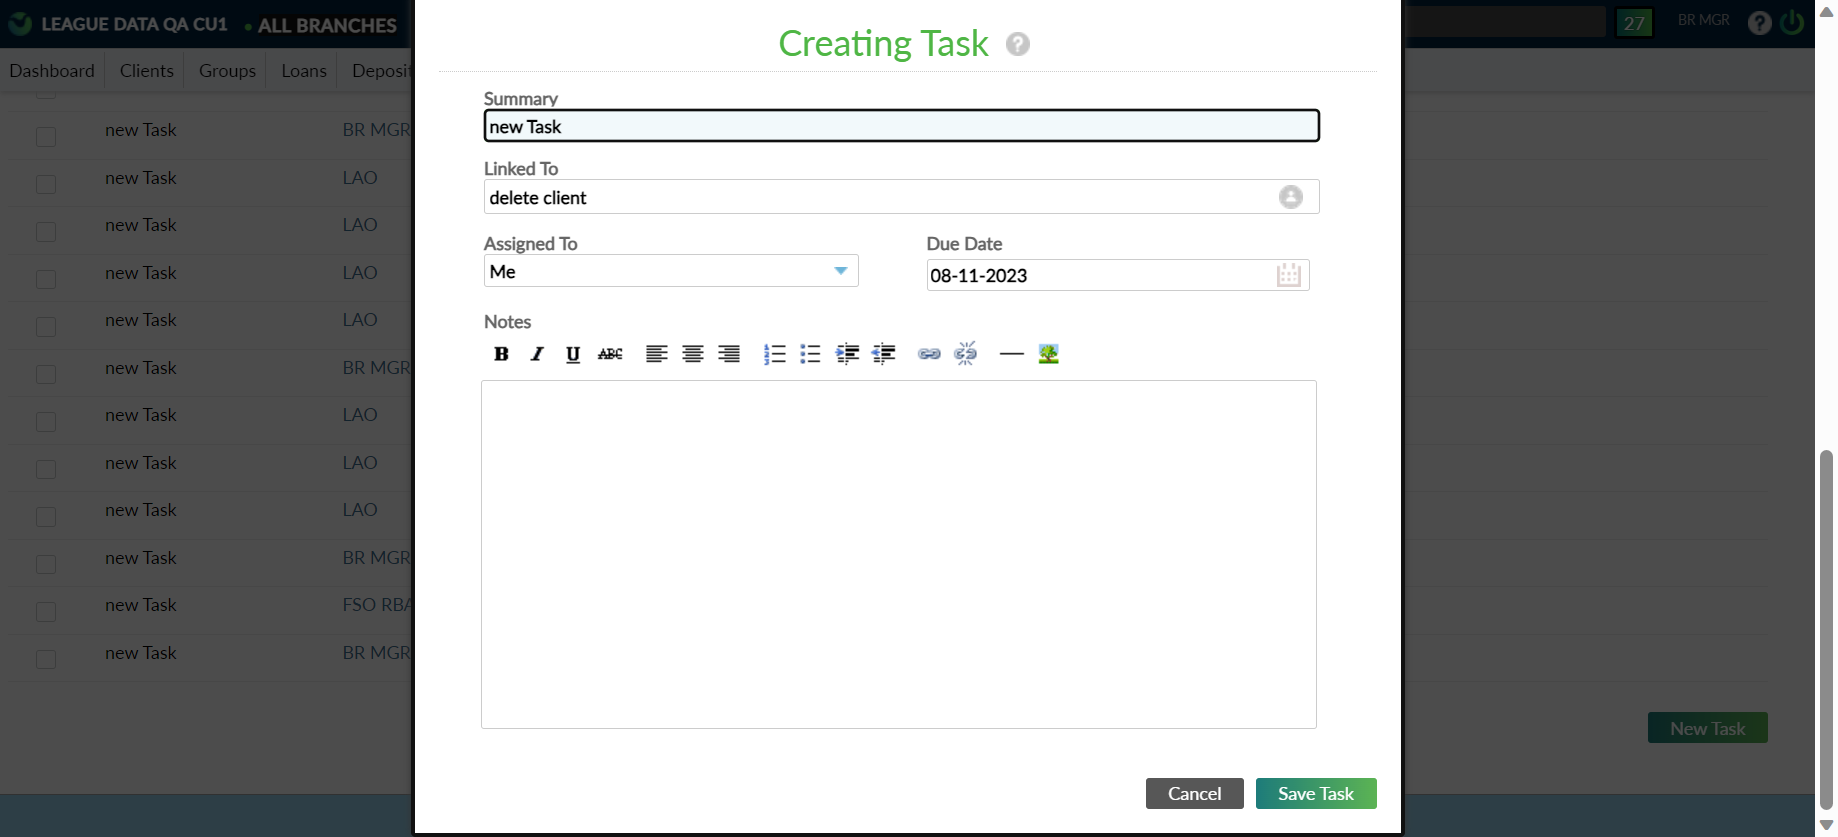 LEAGUE DATA QA CU1 • ALL BRANCHES
27
BR MGR
?
Dashboard
Clients
Groups
Loans
Deposit
new Task BR MGR
new Task LAO
new Task LAO
new Task LAO
new Task LAO
new Task BR MGR
new Task LAO
new Task LAO
new Task LAO
new Task BR MGR
new Task FSO RBA
new Task BR MGR
New Task
Creating Task ?
Summary
new Task
Linked To
delete client
Assigned To
Me
Due Date
08-11-2023
Notes
B I U ABC
Cancel
Save Task